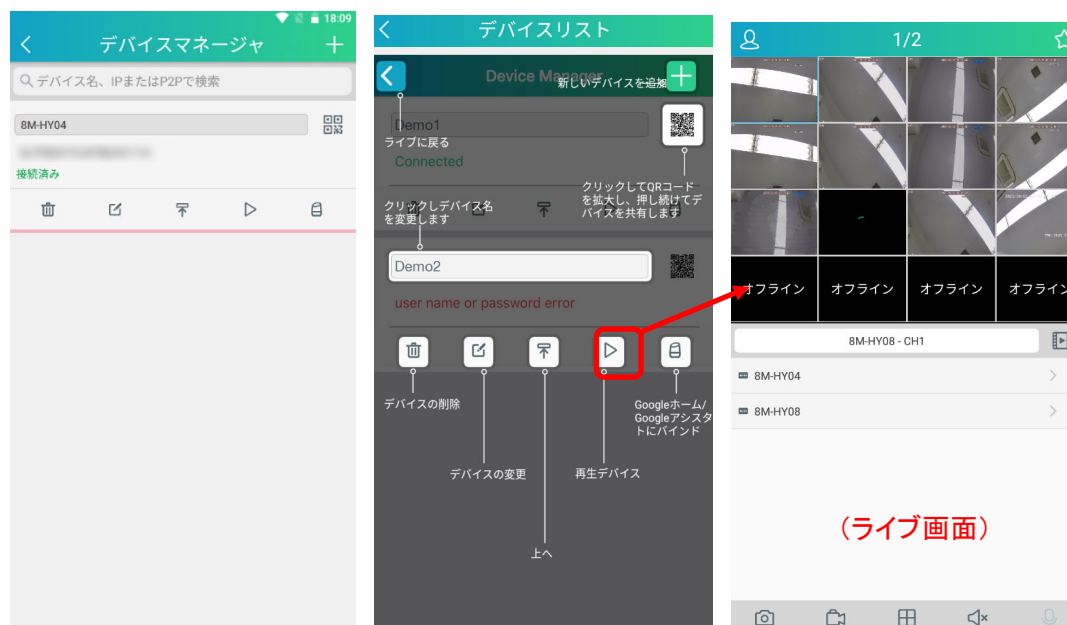 18:09
デバイスマネージャ
デバイス名、IPまたはP2Pで検索
8M-HY04
接続済み
デバイスリスト
Device Manager
新しいデバイスを追加
Demo1
ライブに戻る
Connected
クリックしてQRコード
を拡大し、押し続けてデ
バイスを共有します
クリックしデバイス名
を変更します
Demo2
user name or password error
デバイスの削除
Googleホーム/
Googleアシスタ
トにバインド
デバイスの変更
再生デバイス
上へ
1/2
オフライン オフライン オフライン オフライン
8M-HY08 - CH1
8M-HY04
8M-HY08
(ライブ画面)